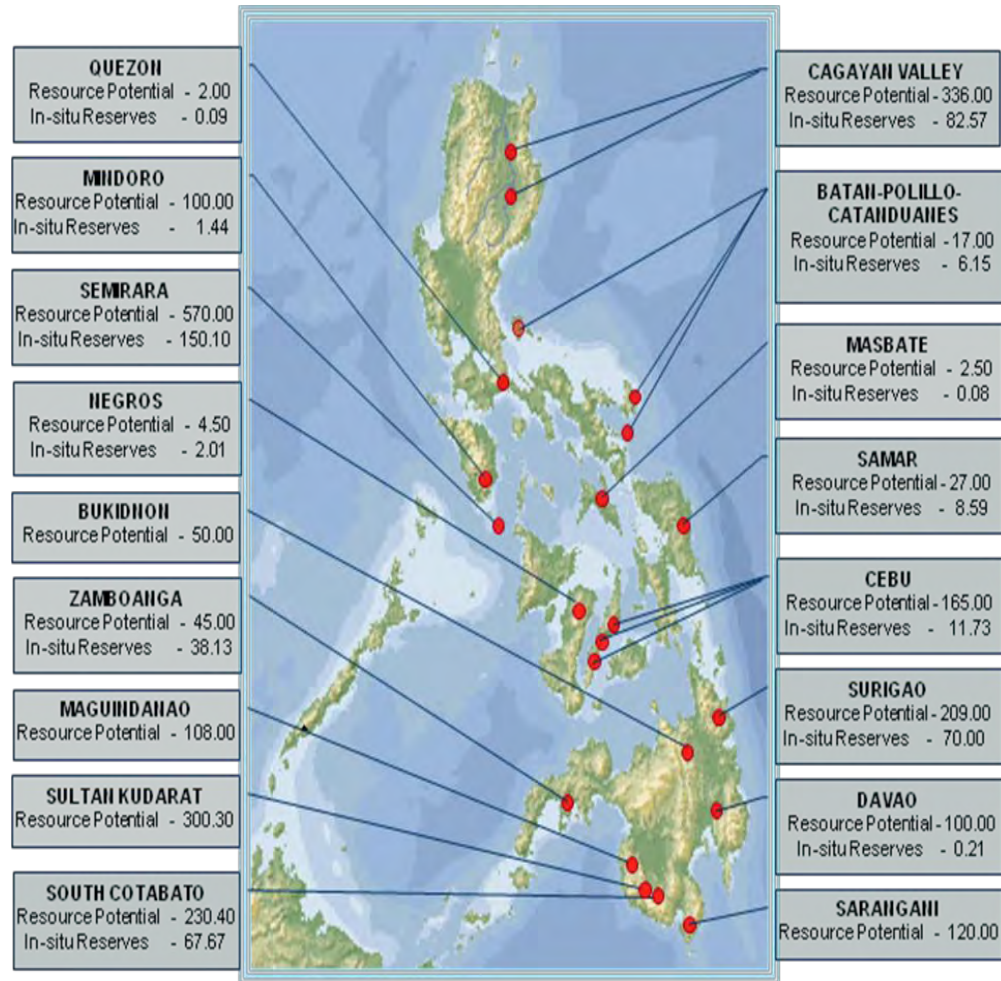 QUEZON
Resource Potential - 2.00
In-situ Reserves - 0.09
MINDORO
Resource Potential - 100.00
In-situ Reserves - 1.44
SEMIRARA
Resource Potential - 570.00
In-situ Reserves - 150.10
NEGROS
Resource Potential - 4.50
In-situ Reserves - 2.01
BUKIDNON
Resource Potential - 50.00
ZAMBOANGA
Resource Potential - 45.00
In-situ Reserves - 38.13
MAGUINDANAO
Resource Potential - 108.00
SULTAN KUDARAT
Resource Potential - 300.30
SOUTH COTABATO
Resource Potential - 230.40
In-situ Reserves - 67.67
CAGAYAN VALLEY
Resource Potential - 336.00
In-situ Reserves - 82.57
BATAN-POLILLO-
CATANDUANES
Resource Potential - 17.00
In-situ Reserves - 6.15
MASBATE
Resource Potential - 2.50
In-situ Reserves - 0.08
SAMAR
Resource Potential - 27.00
In-situ Reserves - 8.59
CEBU
Resource Potential - 165.00
In-situ Reserves - 11.73
SURIGAO
Resource Potential - 209.00
In-situ Reserves - 70.00
DAVAO
Resource Potential - 100.00
In-situ Reserves - 0.21
SARANGANI
Resource Potential - 120.00